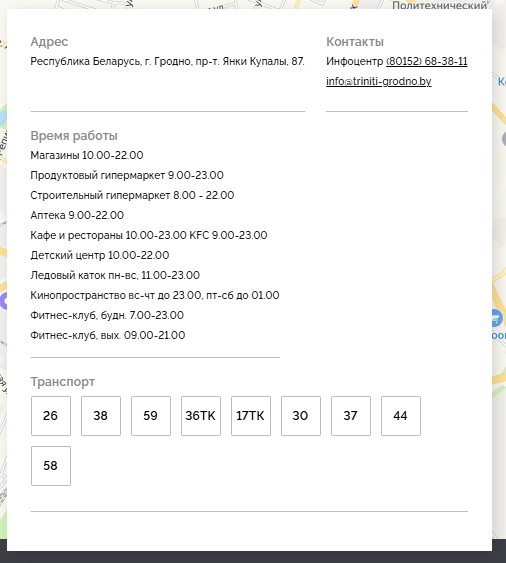 Политехнический
Адрес
Республика Беларусь, г. Гродно, пр-т. Янки Купалы, 87.
Контакты
Инфоцентр (80152) 68-38-11
info@triniti-grodno.by
Время работы
Магазины 10.00-22.00
Продуктовый гипермаркет 9.00-23.00
Строительный гипермаркет 8.00 - 22.00
Аптека 9.00-22.00
Кафе и рестораны 10.00-23.00 KFC 9.00-23.00
Детский центр 10.00-22.00
Ледовый каток пн-вс, 11.00-23.00
Кинопространство вс-чт до 23.00, пт-сб до 01.00
Фитнес-клуб, будн. 7.00-23.00
Фитнес-клуб, вых. 09.00-21.00
Транспорт
26 38 59 36ТК 17ТК 30 37 44
58